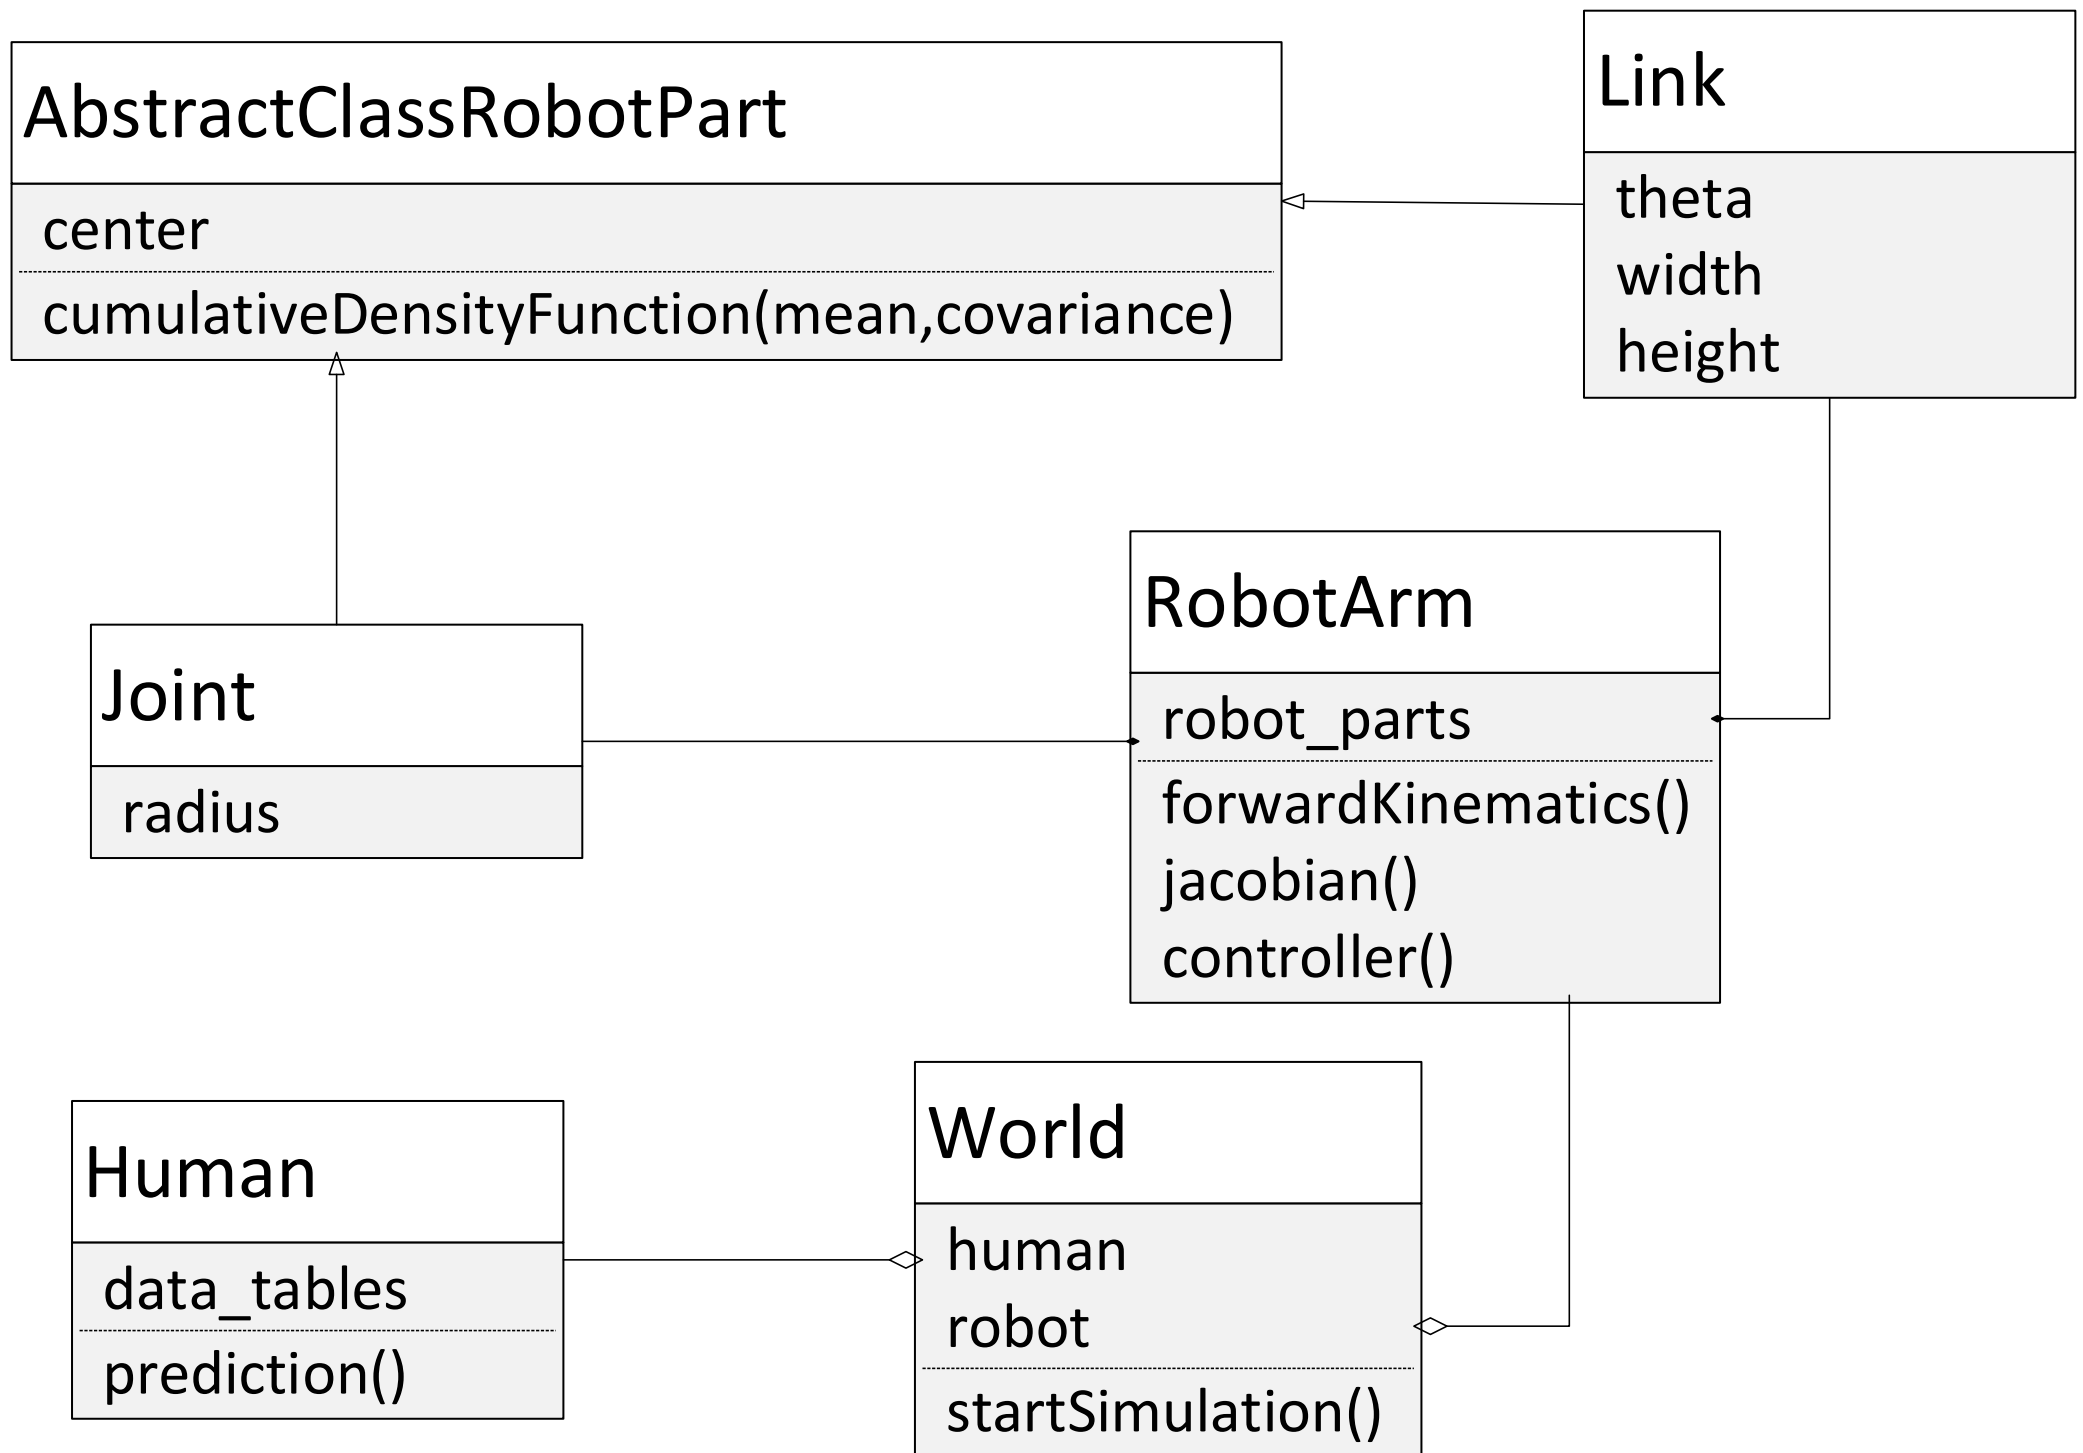 AbstractClassRobotPart
center
cumulativeDensityFunction(mean,covariance)
Link
theta
width
height
Joint
radius
RobotArm
robot_parts
forwardKinematics()
jacobian()
controller()
Human
data_tables
prediction()
World
human
robot
startSimulation()